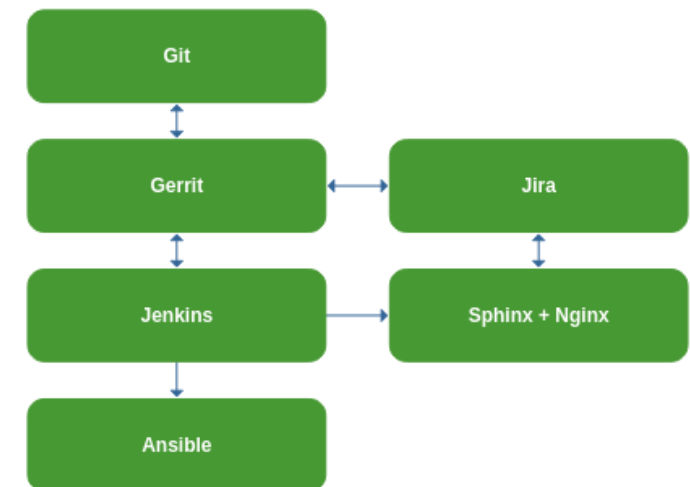 Git
Gerrit
Jira
Jenkins
Sphinx + Nginx
Ansible